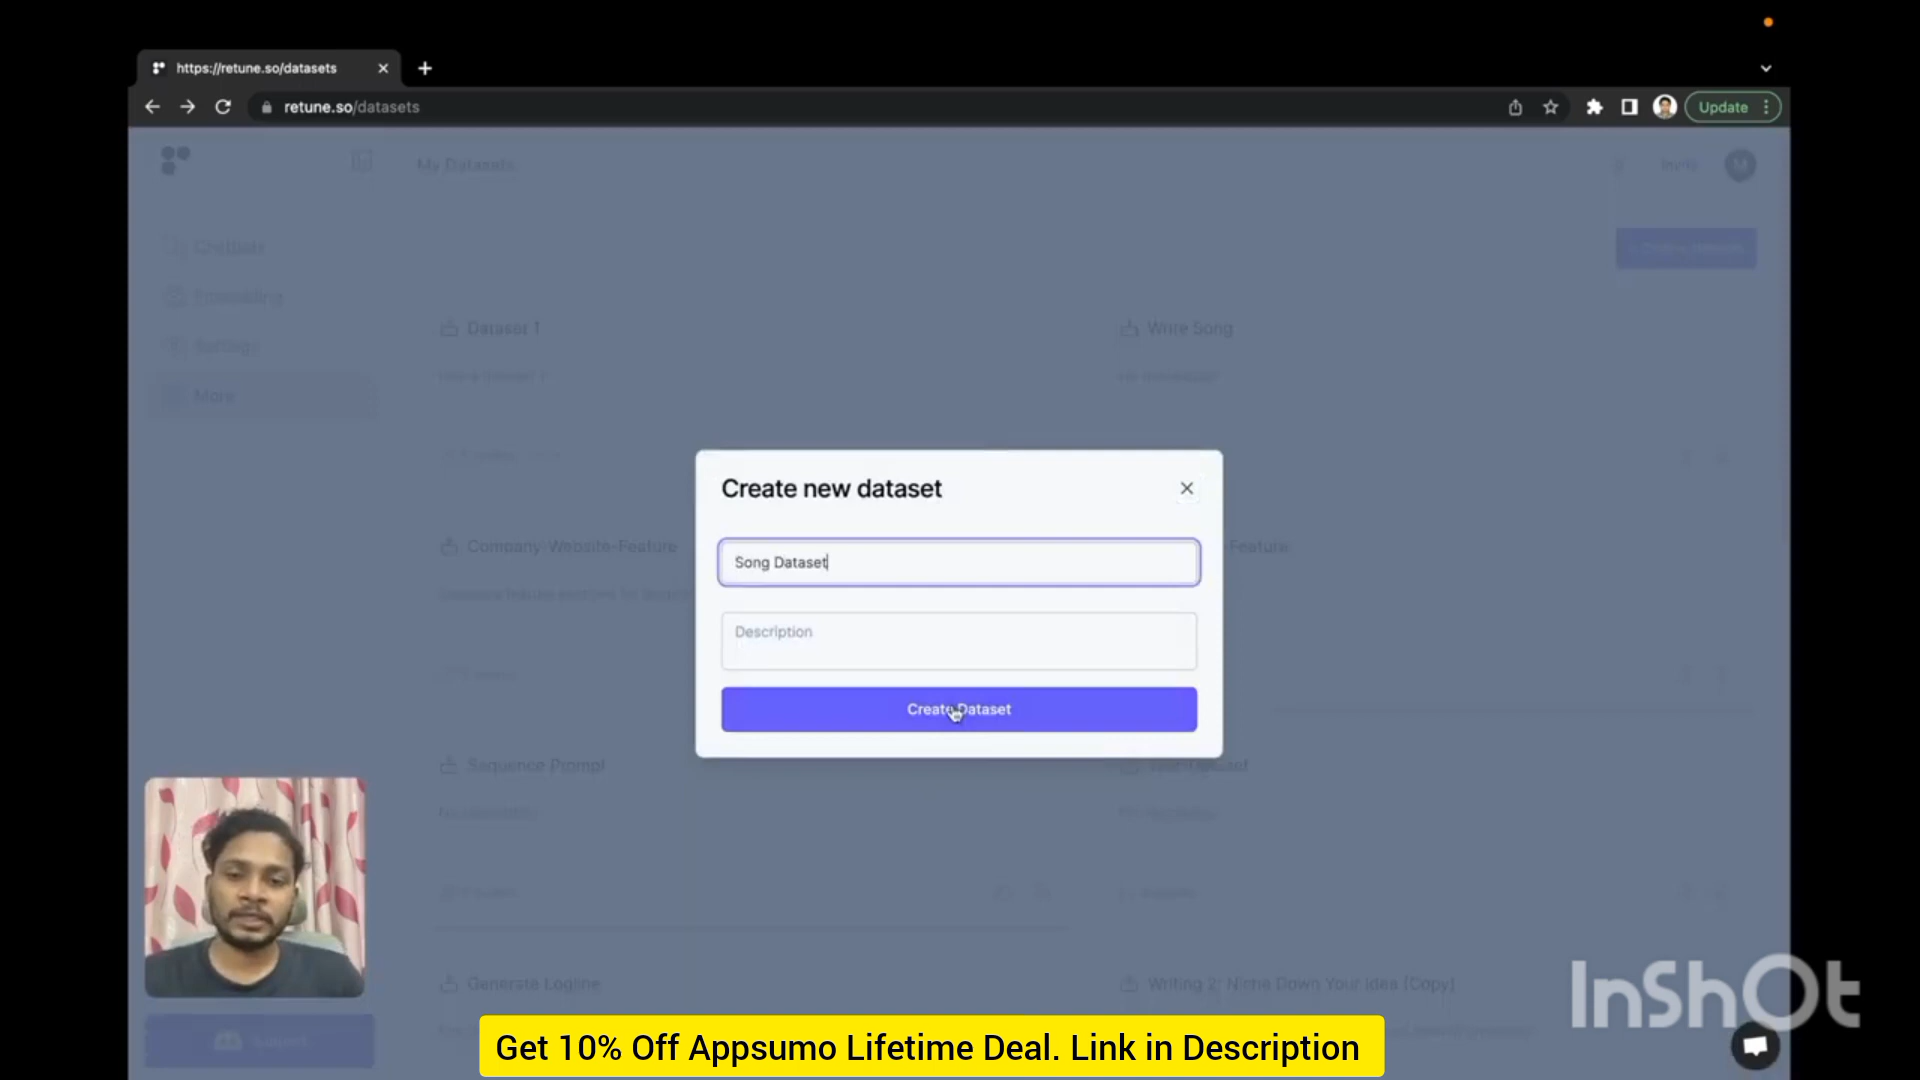 https://retune.so/datasets
retune.so/datasets
Update
My Datasets
Invite
M
Chatbots
Embedding
Settings
More
Dataset 1
Write Song
Create new dataset
Song Dataset
Description
Create Dataset
Company-Website-Feature
-Feature
Sequence Prompt
Generate Logline
Writing 2: Niche Down Your Idea [Copy]
InShOt
Get 10% Off Appsumo Lifetime Deal. Link in Description